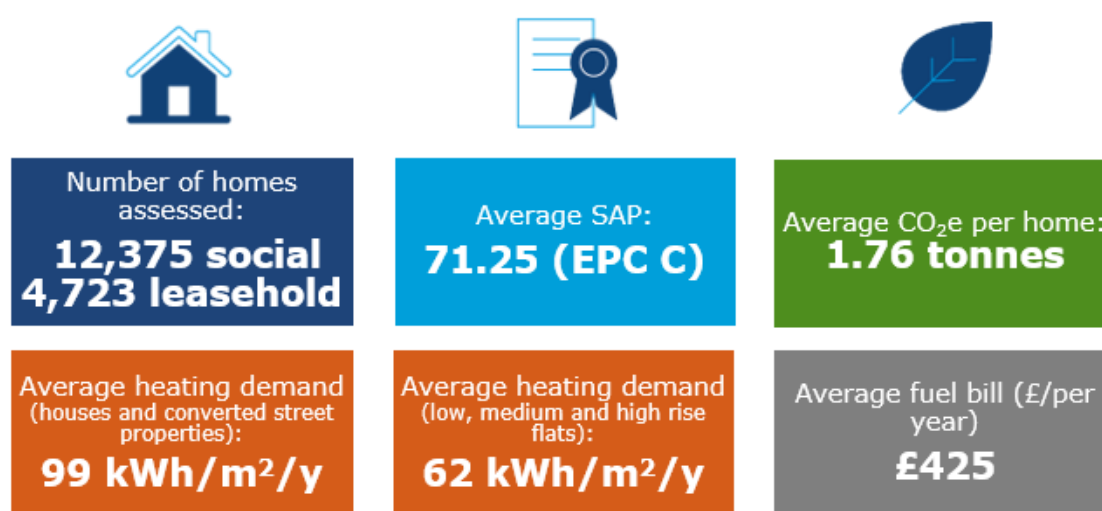 Number of homes
assessed:
12,375 social
4,723 leasehold
Average SAP:
71.25 (EPC C)
Average CO₂e per home:
1.76 tonnes
Average heating demand
(houses and converted street
properties):
99 kWh/m²/y
Average heating demand
(low, medium and high rise
flats):
62 kWh/m²/y
Average fuel bill (£/per
year)
£425